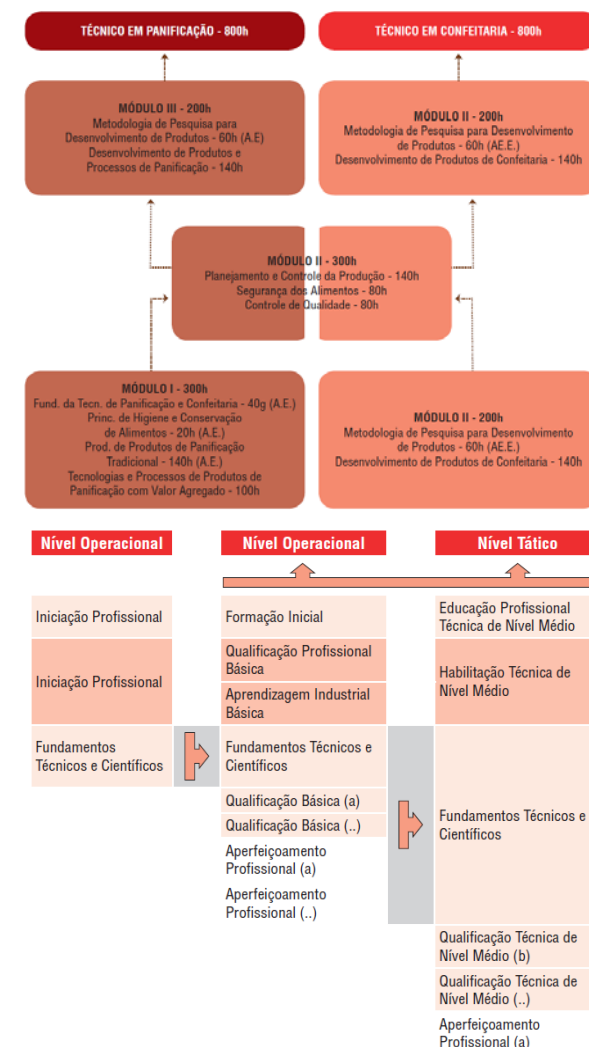 TÉCNICO EM PANIFICAÇÃO - 800h
TÉCNICO EM CONFEITARIA - 800h
MÓDULO III - 200h
Metodologia de Pesquisa para
Desenvolvimento de Produtos - 60h (A.E)
Desenvolvimento de Produtos e
Processos de Panificação - 140h
MÓDULO II - 200h
Metodologia de Pesquisa para Desenvolvimento
de Produtos - 60h (AE.E.)
Desenvolvimento de Produtos de Confeitaria - 140h
MÓDULO II - 300h
Planejamento e Controle da Produção - 140h
Segurança dos Alimentos - 80h
Controle de Qualidade - 80h
MÓDULO I - 300h
Fund. da Tecn. de Panificação e Confeitaria - 40g (A.E.)
Princ. de Higiene e Conservação
de Alimentos - 20h (A.E.)
Prod. de Produtos de Panificação
Tradicional - 140h (A.E.)
Tecnologias e Processos de Produtos de
Panificação com Valor Agregado - 100h
MÓDULO II - 200h
Metodologia de Pesquisa para Desenvolvimento
de Produtos - 60h (AE.E.)
Desenvolvimento de Produtos de Confeitaria - 140h
Nível Operacional
Iniciação Profissional
Iniciação Profissional
Fundamentos
Técnicos e Científicos
Nível Operacional
Formação Inicial
Qualificação Profissional
Básica
Aprendizagem Industrial
Básica
Fundamentos Técnicos e
Científicos
Qualificação Básica (a)
Qualificação Básica (..)
Aperfeiçoamento
Profissional (a)
Aperfeiçoamento
Profissional (..)
Nível Tático
Educação Profissional
Técnica de Nível Médio
Habilitação Técnica de
Nível Médio
Fundamentos Técnicos e
Científicos
Qualificação Técnica de
Nível Médio (b)
Qualificação Técnica de
Nível Médio (..)
Aperfeiçoamento
Profissional (a)